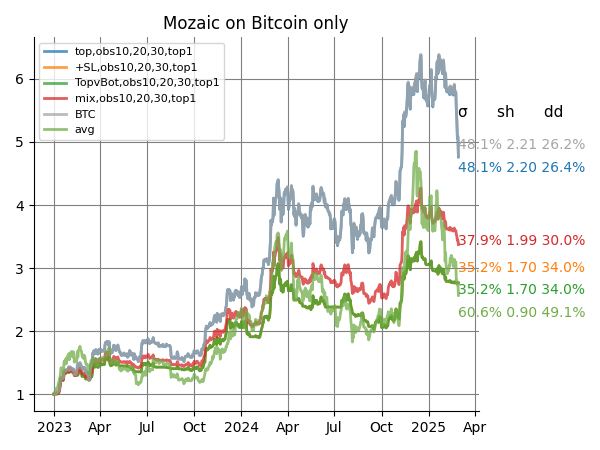 Mozaic on Bitcoin only
top,obs10,20,30,top1
+SL,obs10,20,30,top1
TopvBot,obs10,20,30,top1
mix,obs10,20,30,top1
BTC
avg
σ sh dd
48.1% 2.21 26.2%
48.1% 2.20 26.4%
37.9% 1.99 30.0%
35.2% 1.70 34.0%
35.2% 1.70 34.0%
60.6% 0.90 49.1%
6
5
4
3
2
1
2023 Apr Jul Oct 2024 Apr Jul Oct 2025 Apr